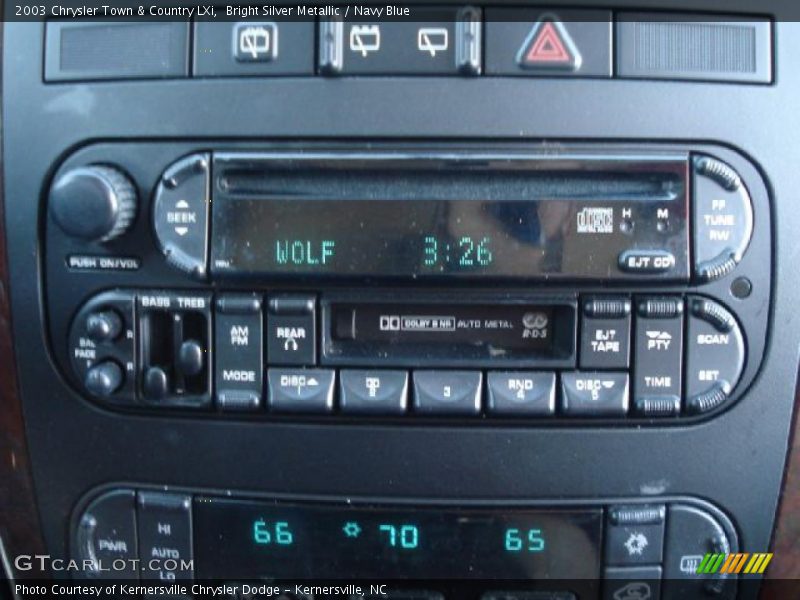 2003 Chrysler Town & Country LXi, Bright Silver Metallic / Navy Blue
SEEK
WOLF 3:26
H M
EJT CD
FF
TUNE
RW
PUSH ON/VOL
BASS TREB
BAL
FADE
R
R
AM
FM
MODE
REAR
DOLBY B NR AUTO METAL
RDS
EJT
TAPE
PTY
TIME
SCAN
SET
DISC 1
2
3
RND
4
DISC 5
PWR
HI
AUTO
LO
66 70 65
GTCARLOT.COM
Photo Courtesy of Kernersville Chrysler Dodge - Kernersville, NC